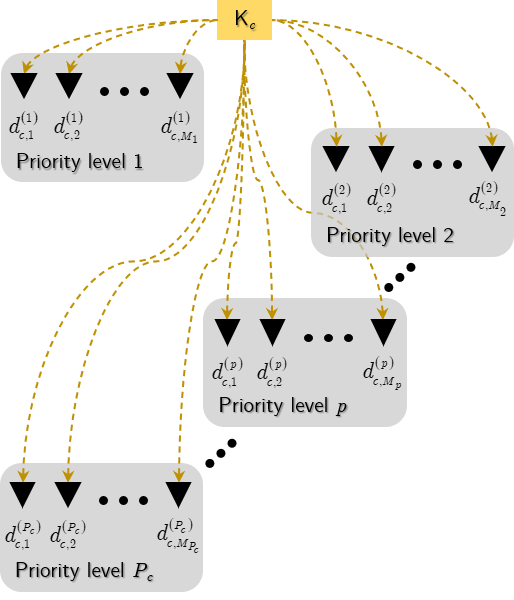 K_c
d_{c,1}^{(1)} d_{c,2}^{(1)} d_{c,M_1}^{(1)}
Priority level 1
d_{c,1}^{(2)} d_{c,2}^{(2)} d_{c,M_2}^{(2)}
Priority level 2
d_{c,1}^{(p)} d_{c,2}^{(p)} d_{c,M_p}^{(p)}
Priority level p
d_{c,1}^{(P_c)} d_{c,2}^{(P_c)} d_{c,M_{P_c}}^{(P_c)}
Priority level P_c